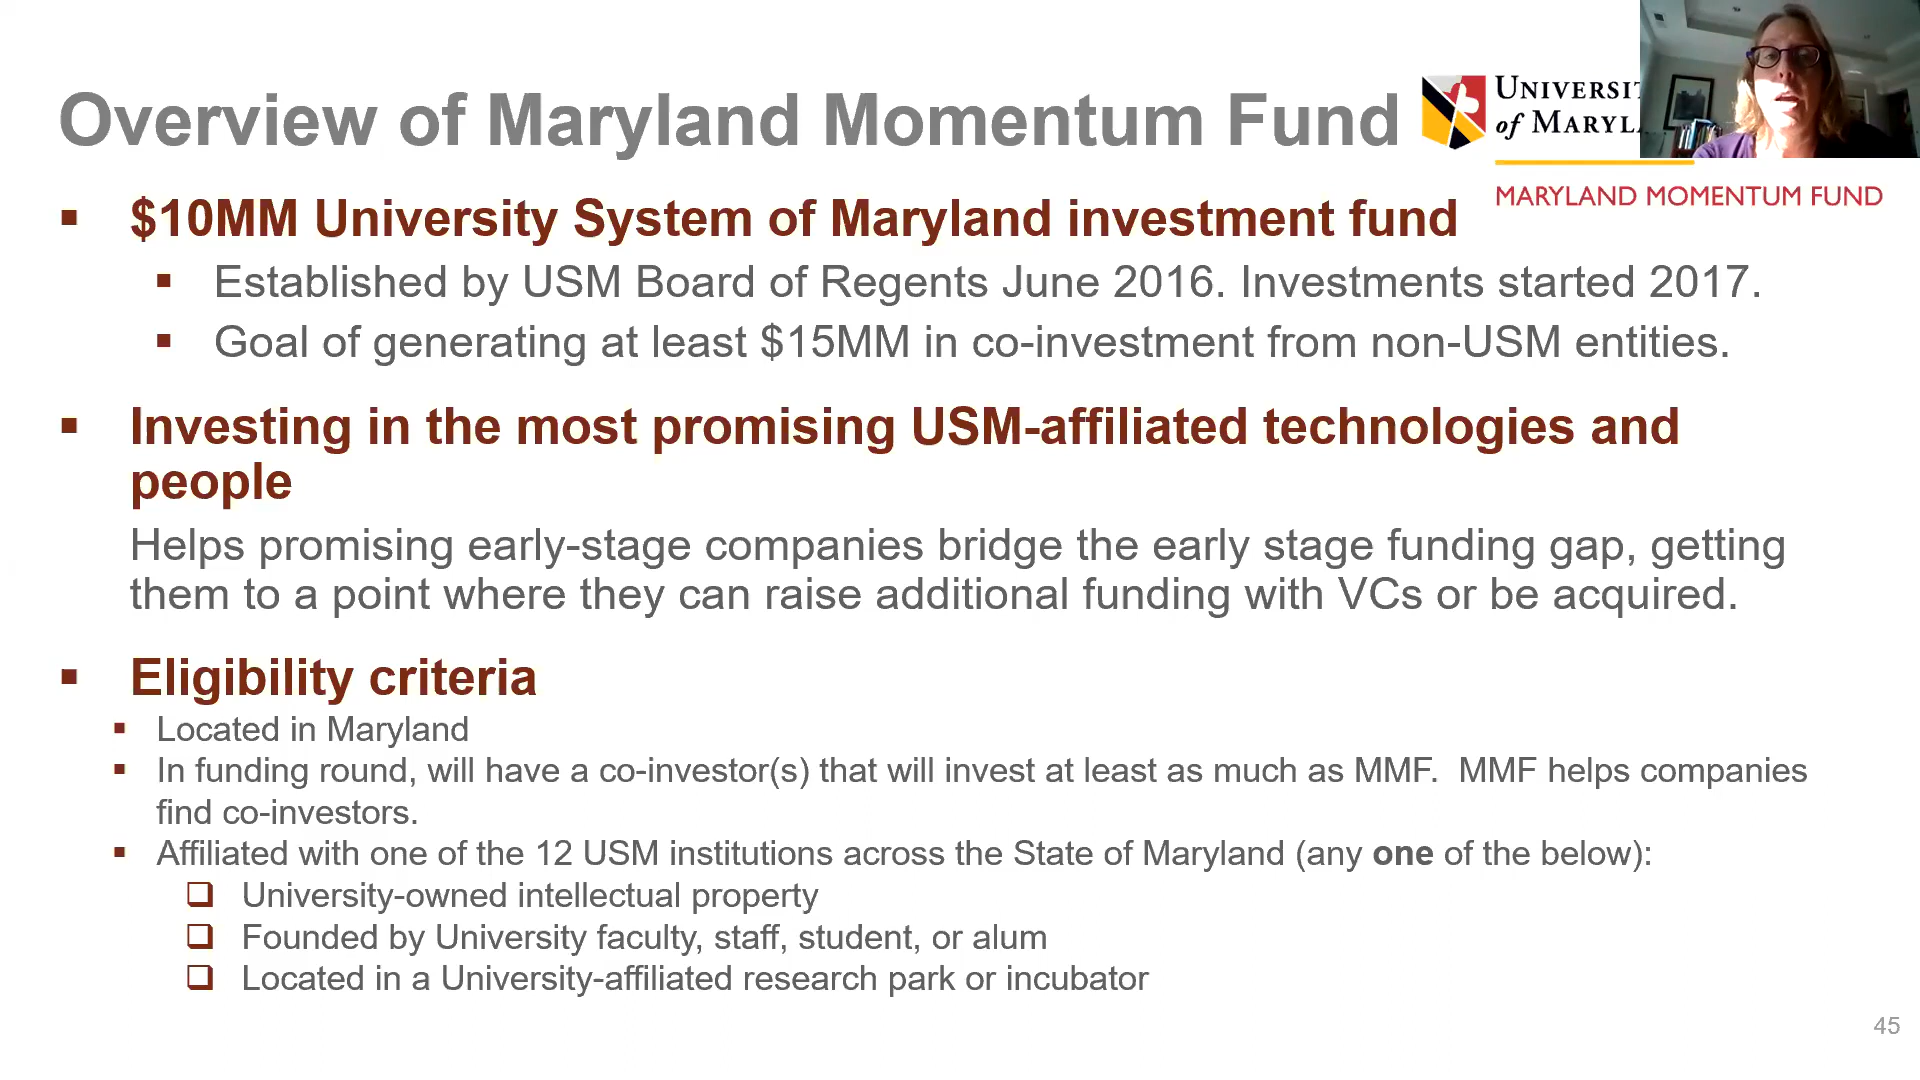 Overview of Maryland Momentum Fund
of
MARYLAND MOMENTUM FUND
▪ $10MM University System of Maryland investment fund
▪ Established by USM Board of Regents June 2016. Investments started 2017.
▪ Goal of generating at least $15MM in co-investment from non-USM entities.
▪ Investing in the most promising USM-affiliated technologies and
people
Helps promising early-stage companies bridge the early stage funding gap, getting
them to a point where they can raise additional funding with VCs or be acquired.
▪ Eligibility criteria
▪ Located in Maryland
▪ In funding round, will have a co-investor(s) that will invest at least as much as MMF. MMF helps companies
find co-investors.
▪ Affiliated with one of the 12 USM institutions across the State of Maryland (any one of the below):
❑ University-owned intellectual property
❑ Founded by University faculty, staff, student, or alum
❑ Located in a University-affiliated research park or incubator
45